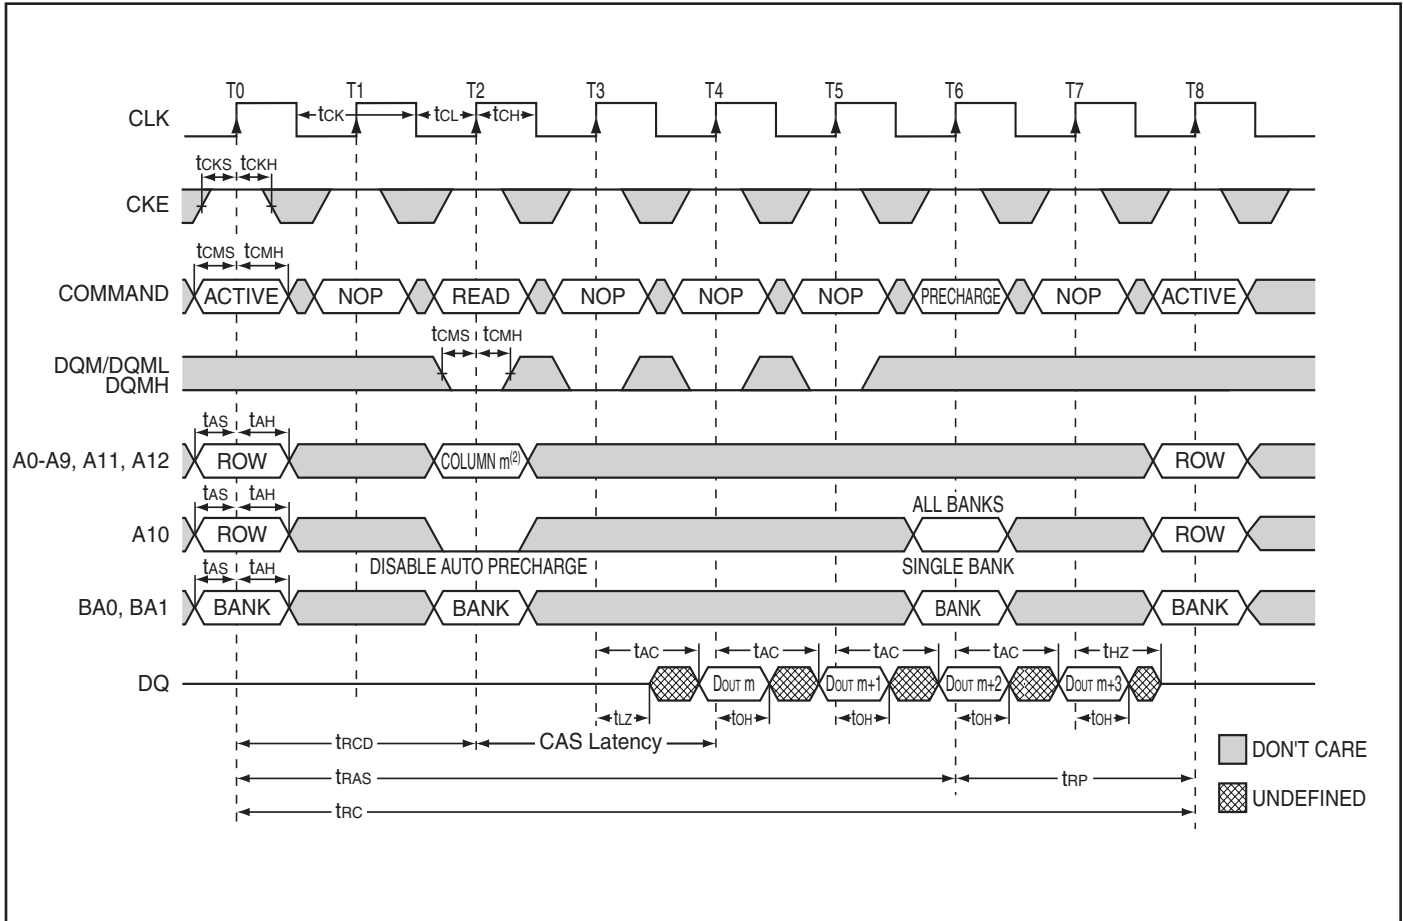 T0 T1 T2 T3 T4 T5 T6 T7 T8
CLK tCK tCL tCH
tCKS tCKH
CKE
tCMS tCMH
COMMAND ACTIVE NOP READ NOP NOP NOP PRECHARGE NOP ACTIVE
tCMS tCMH
DQM/DQML
DQMH
tAS tAH
A0-A9, A11, A12 ROW COLUMN m(2) ROW
tAS tAH ALL BANKS
A10 ROW ROW
DISABLE AUTO PRECHARGE SINGLE BANK
tAS tAH
BA0, BA1 BANK BANK BANK BANK
tAC tAC tAC tAC tHZ
DQ DOUT m DOUT m+1 DOUT m+2 DOUT m+3
tLZ tOH tOH tOH tOH
tRCD CAS Latency
DON'T CARE
tRAS tRP
UNDEFINED
tRC